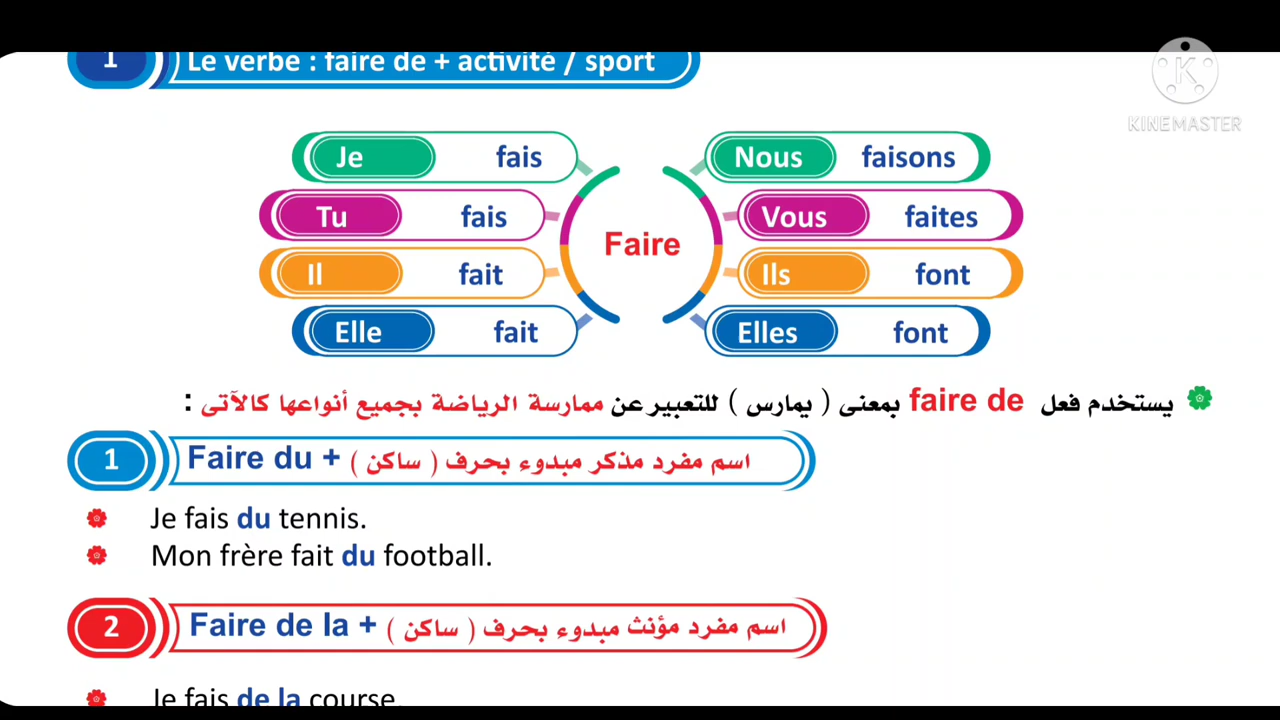 1 Le verbe : faire de + activité / sport
KINEMASTER
Je fais
Nous faisons
Tu fais
Vous faites
Faire
Il fait
Ils font
Elle fait
Elles font
يستخدم فعل faire de بمعنى ( يمارس ) للتعبير عن ممارسة الرياضة بجميع أنواعها كالآتى :
1 Faire du + اسم مفرد مذكر مبدوء بحرف ( ساكن )
Je fais du tennis.
Mon frère fait du football.
2 Faire de la + اسم مفرد مؤنث مبدوء بحرف ( ساكن )
Je fais de la course.